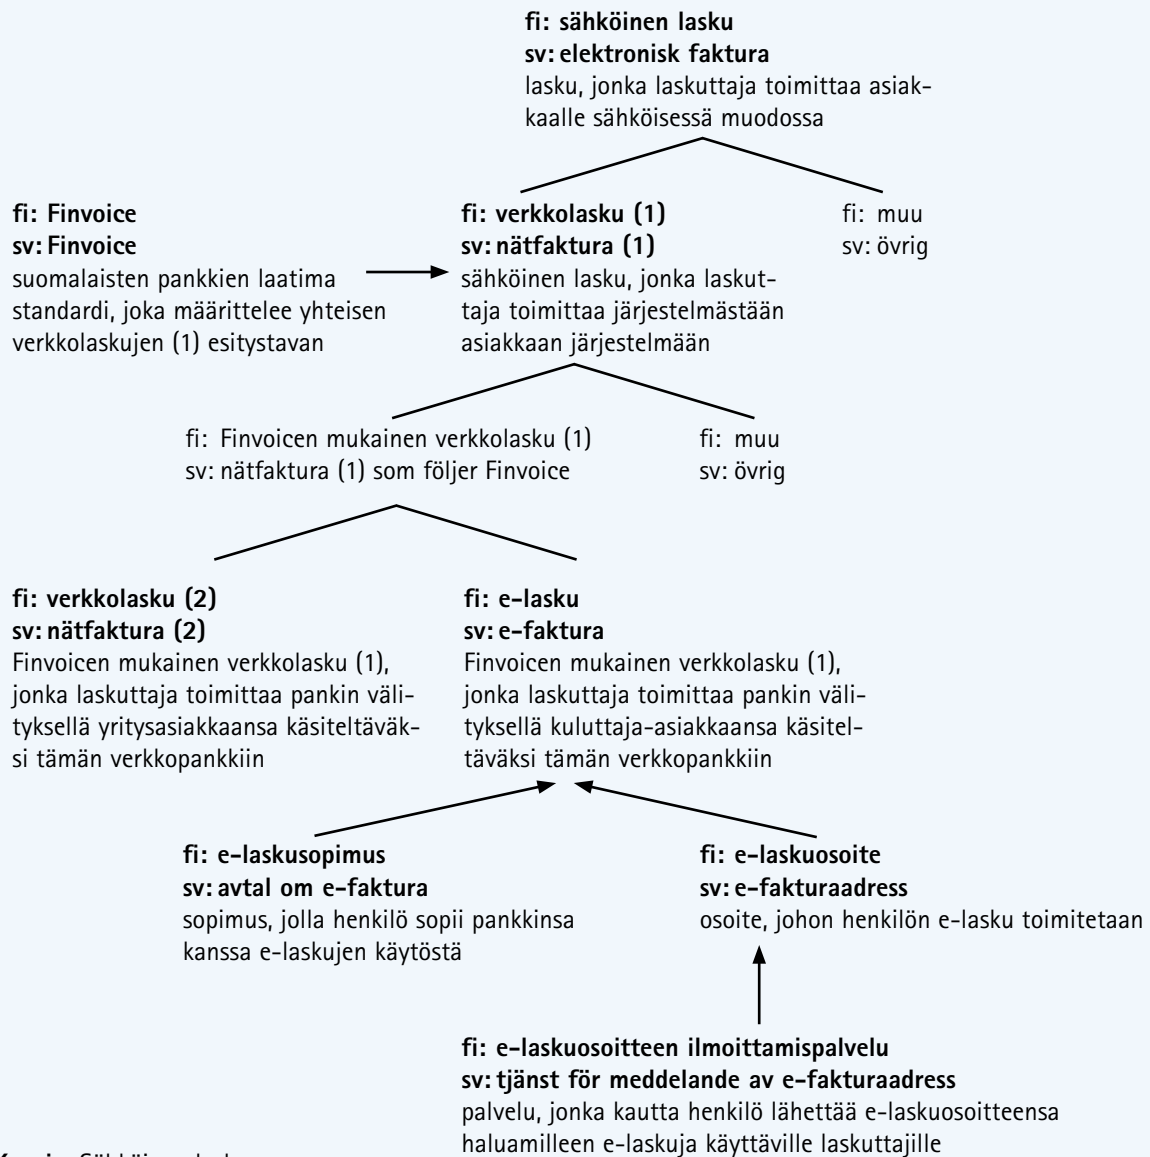 fi: sähköinen lasku
sv: elektronisk faktura
lasku, jonka laskuttaja toimittaa asiak-
kaalle sähköisessä muodossa
fi: Finvoice
sv: Finvoice
suomalaisten pankkien laatima
standardi, joka määrittelee yhteisen
verkkolaskujen (1) esitystavan
fi: verkkolasku (1)
sv: nätfaktura (1)
sähköinen lasku, jonka laskut-
taja toimittaa järjestelmästään
asiakkaan järjestelmään
fi: muu
sv: övrig
fi: Finvoicen mukainen verkkolasku (1)
sv: nätfaktura (1) som följer Finvoice
fi: muu
sv: övrig
fi: verkkolasku (2)
sv: nätfaktura (2)
Finvoicen mukainen verkkolasku (1),
jonka laskuttaja toimittaa pankin väli-
tyksellä yritysasiakkaansa käsiteltäväk-
si tämän verkkopankkiin
fi: e-lasku
sv: e-faktura
Finvoicen mukainen verkkolasku (1),
jonka laskuttaja toimittaa pankin väli-
tyksellä kuluttaja-asiakkaansa käsitel-
täväksi tämän verkkopankkiin
fi: e-laskusopimus
sv: avtal om e-faktura
sopimus, jolla henkilö sopii pankkinsa
kanssa e-laskujen käytöstä
fi: e-laskuosoite
sv: e-fakturaadress
osoite, johon henkilön e-lasku toimitetaan
fi: e-laskuosoitteen ilmoittamispalvelu
sv: tjänst för meddelande av e-fakturaadress
palvelu, jonka kautta henkilö lähettää e-laskuosoitteensa
haluamilleen e-laskuja käyttäville laskuttajille